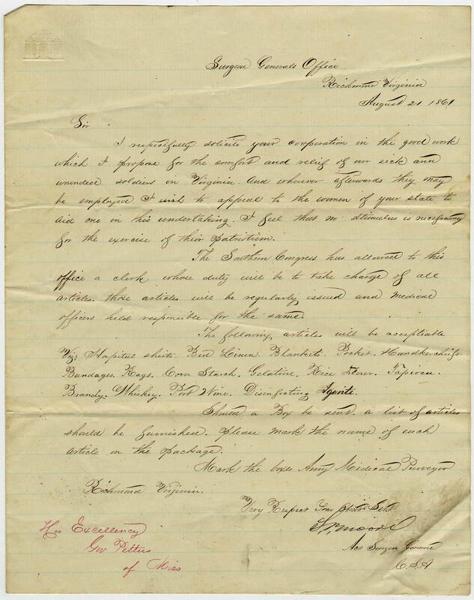 Surgeon Generals Office
Richmond Virginia
August 21 1861
Sir
I respectfully solicite your cooperation in the good work
which I propose for the comfort and relief of our sick and
wounded soldiers in Virginia and wherever afterwards they may
be employed I wish to appeal to the women of your state to
aid me in this undertaking. I feel that no stimulus is necessary
for the exercise of their patriotism.
The Southern Congress has allowed to this
office a clerk whose duty will be to take charge of all
articles. those articles will be regularly issued and medical
officers held responsible for the same.
The following articles will be acceptable
Viz; Hospital shirts. Bed Linen. Blankets. Pocket. Handkerchiefs.
Bandages. Rags. Corn Starch. Gelatine. Rice Flour. Tapioca.
Brandy. Whiskey. Port Wine. Disinfecting Agents.
Should a Box be sent. a list of articles
should be furnished. please mark the name of each
article on the package.
Mark the boxes Army Medical Purveyor
Richmond Virginia.
Very Respect Your Obdt Svt
S P Moore
Act Surgeon General
C.S.A
His Excellency
Gov Pettus
of Miss